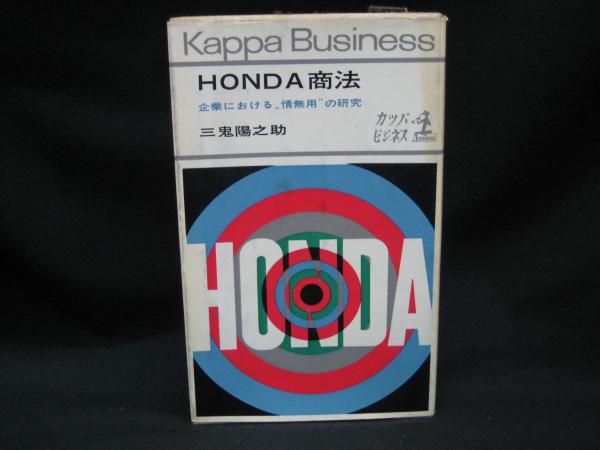 Kappa Business
HONDA商法
企業における„情無用"の研究
三鬼陽之助
カッパ
ビジネス
HONDA